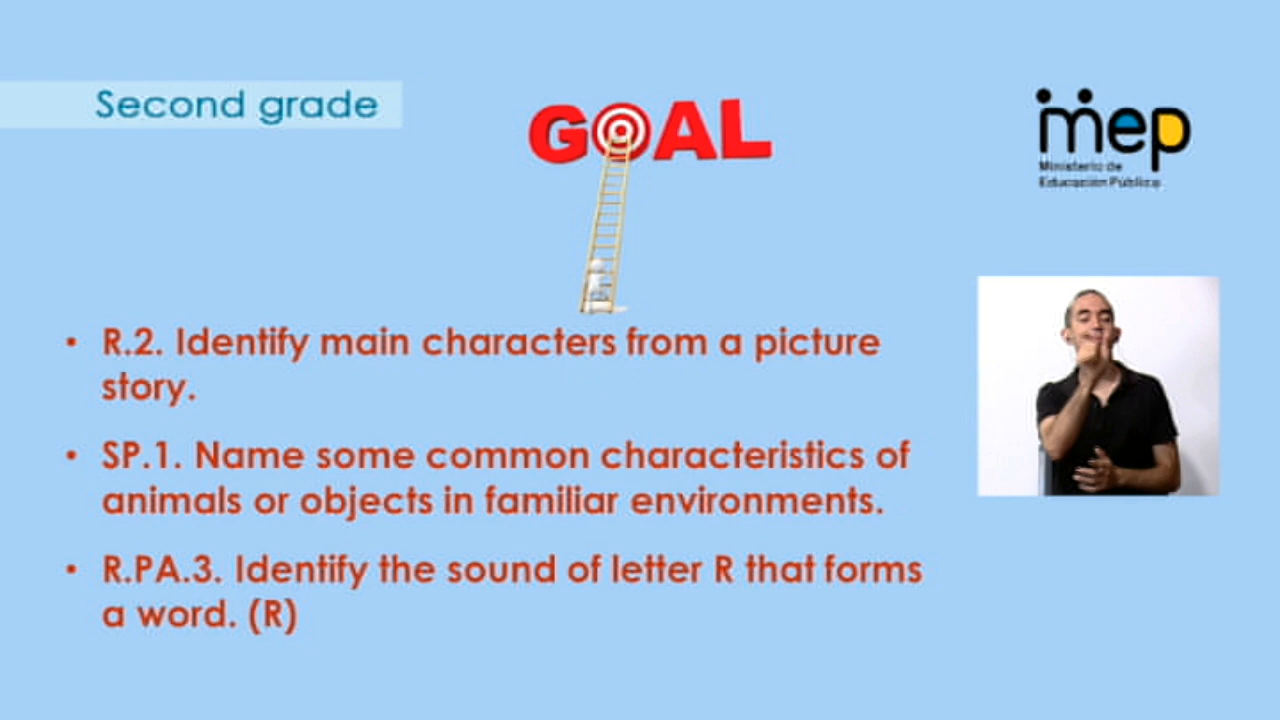 Second grade
GOAL
mep
Ministerio de
Educación Pública
• R.2. Identify main characters from a picture
story.
• SP.1. Name some common characteristics of
animals or objects in familiar environments.
• R.PA.3. Identify the sound of letter R that forms
a word. (R)